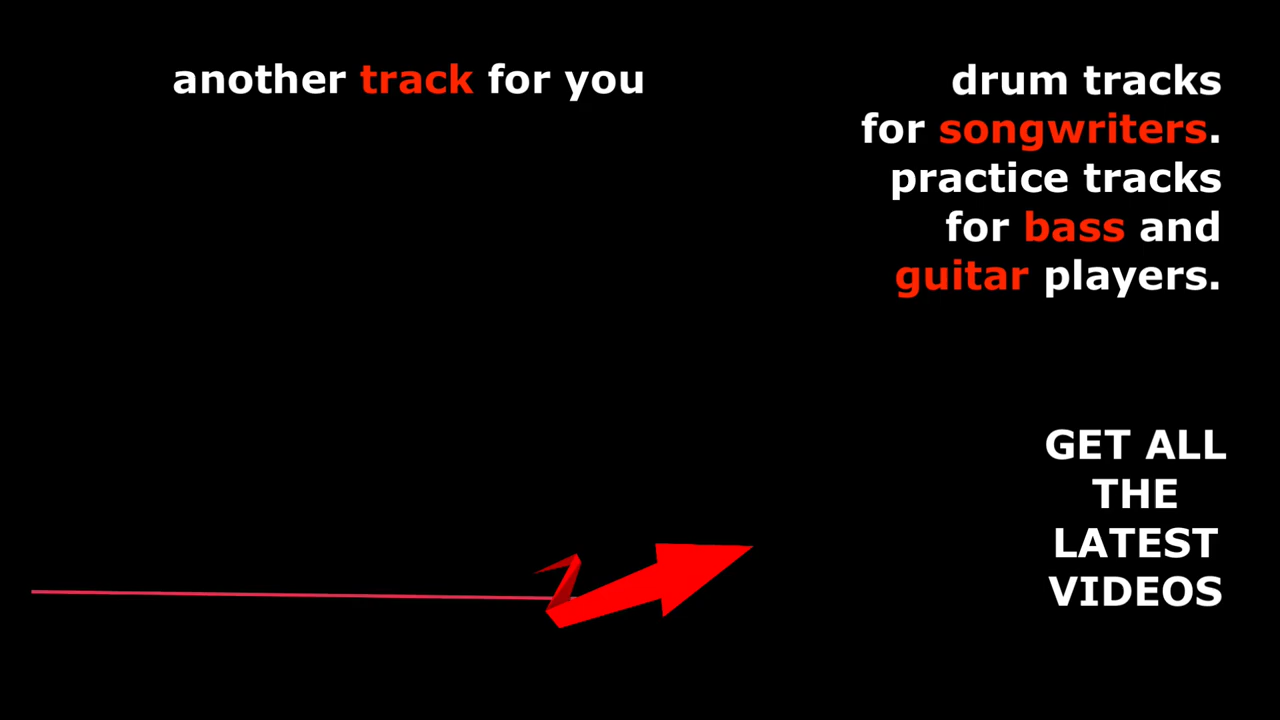 another track for you
drum tracks
for songwriters.
practice tracks
for bass and
guitar players.
GET ALL
THE
LATEST
VIDEOS